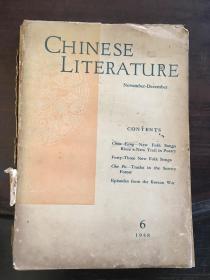 CHINESE
LITERATURE
November-December
CONTENTS
Chou Yang—New Folk Songs
Blaze a New Trail in Poetry
Forty-Three New Folk Songs
Chu Po—Tracks in the Snowy
Forest
Episodes from the Korean War
6
1958